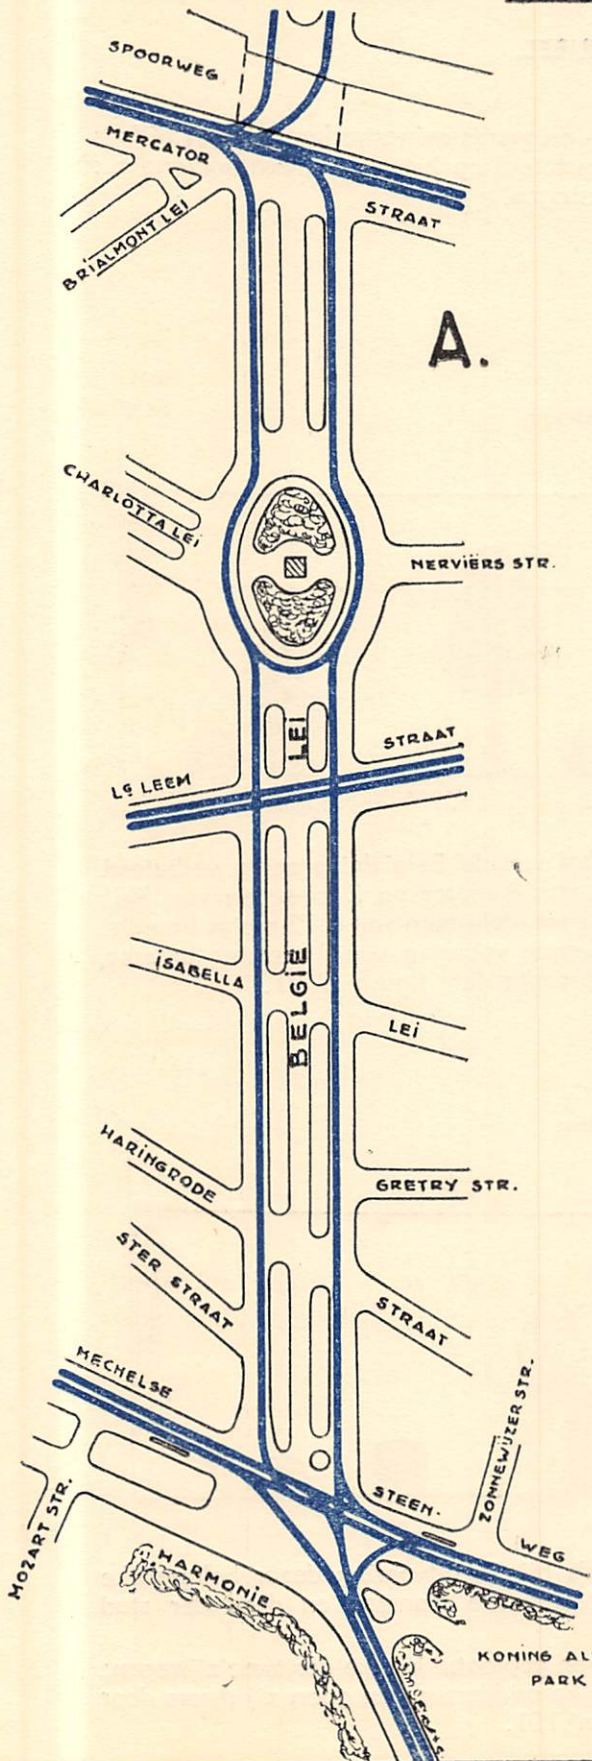 SPOORWEG
MERCATOR
STRAAT
BRIALMONT LEI
A.
CHARLOTTA LEI
NERVIËRS STR.
LEI
STRAAT
Lᴳ LEEM
BELGIË
ISABELLA
LEI
HARINGRODE
GRETRY STR.
STER STRAAT
STRAAT
MECHELSE
ZONNEWIJZER STR.
STEEN-
WEG
MOZART STR.
HARMONIE
KONING AL
PARK